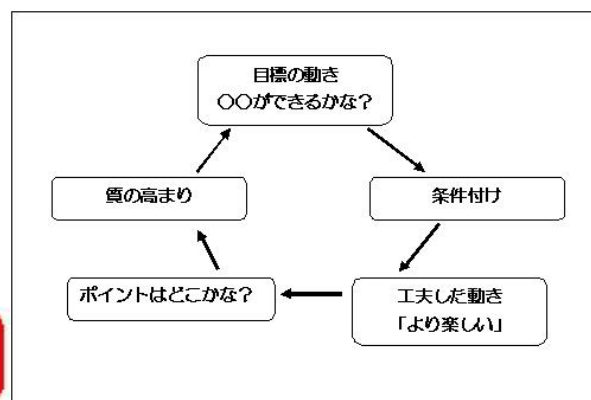 目標の動き
〇〇ができるかな?
条件付け
工夫した動き
「より楽しい」
ポイントはどこかな?
質の高まり